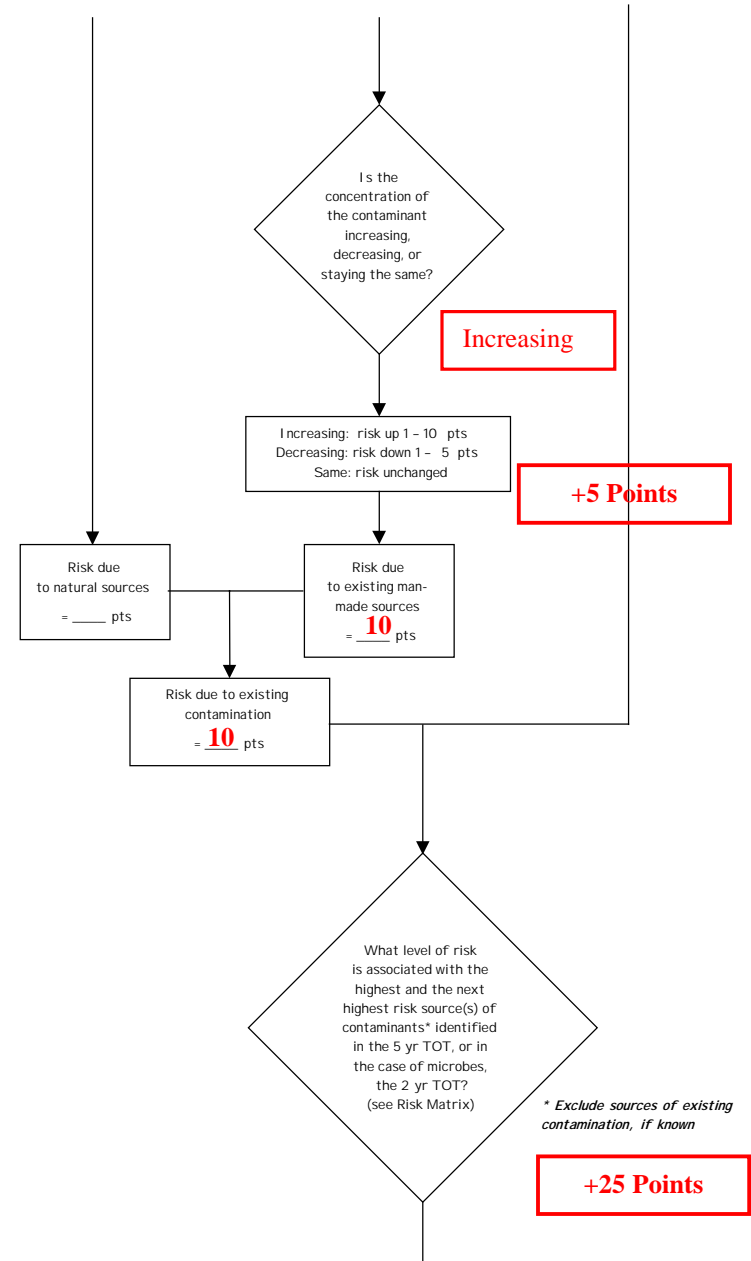 Is the
concentration of
the contaminant
increasing,
decreasing, or
staying the same?
Increasing
Increasing: risk up 1 – 10 pts
Decreasing: risk down 1 – 5 pts
Same: risk unchanged
+5 Points
Risk due
to natural sources
= _____ pts
Risk due
to existing man-
made sources
= 10 pts
Risk due to existing
contamination
= 10 pts
What level of risk
is associated with the
highest and the next
highest risk source(s) of
contaminants* identified
in the 5 yr TOT, or in
the case of microbes,
the 2 yr TOT?
(see Risk Matrix)
* Exclude sources of existing
contamination, if known
+25 Points